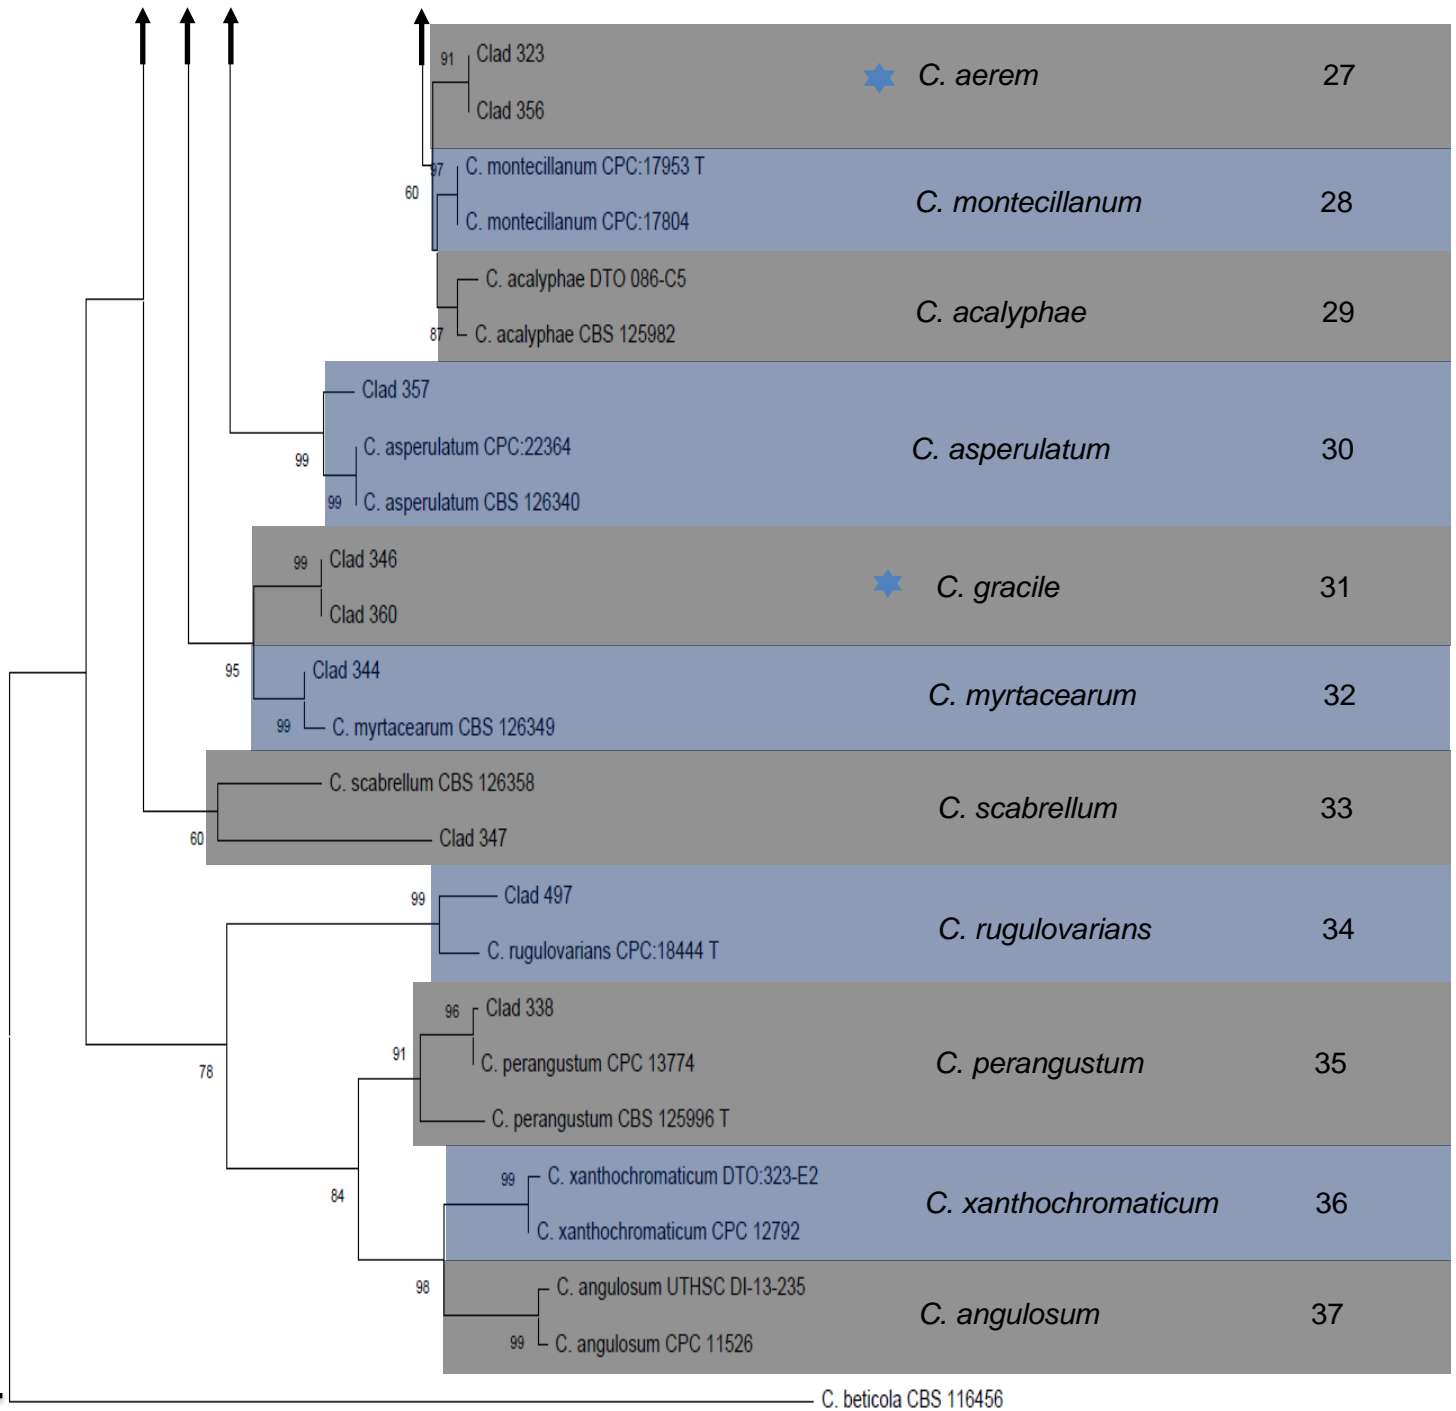 91 Clad 323
C. aerem 27
Clad 356
97 C. montecillanum CPC:17953 T
60
C. montecillanum 28
C. montecillanum CPC:17804
C. acalyphae DTO 086-C5
C. acalyphae 29
87 C. acalyphae CBS 125982
Clad 357
C. asperulatum CPC:22364
C. asperulatum 30
99
99 C. asperulatum CBS 126340
99 Clad 346
C. gracile 31
Clad 360
95 Clad 344
C. myrtacearum 32
99 C. myrtacearum CBS 126349
C. scabrellum CBS 126358
C. scabrellum 33
60 Clad 347
99 Clad 497
C. rugulovarians 34
C. rugulovarians CPC:18444 T
96 Clad 338
91
C. perangustum CPC 13774
C. perangustum 35
78
C. perangustum CBS 125996 T
99 C. xanthochromaticum DTO:323-E2
84
C. xanthochromaticum 36
C. xanthochromaticum CPC 12792
98 C. angulosum UTHSC DI-13-235
C. angulosum 37
99 C. angulosum CPC 11526
C. beticola CBS 116456